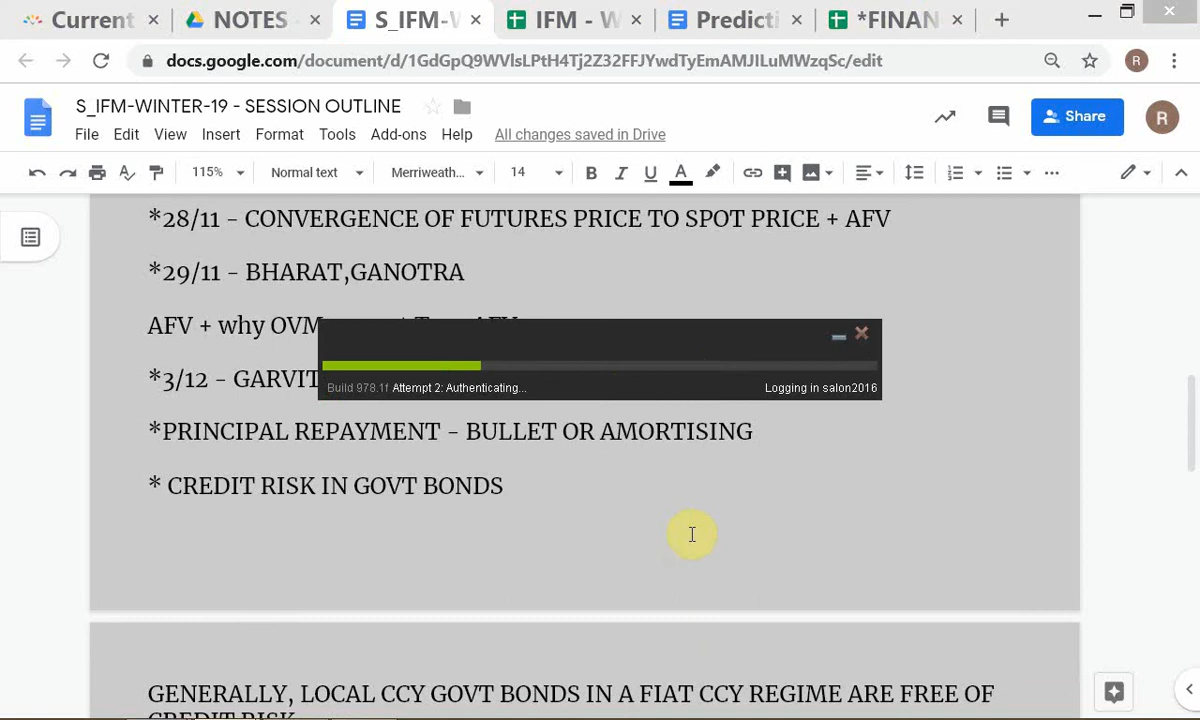 Current
NOTES
S_IFM-W
IFM - W
Predicti
*FINAN
docs.google.com/document/d/1GdGpQ9WVlsLPtH4Tj2Z32FFJYwdTyEmAMJILuMWzqSc/edit
R
S_IFM-WINTER-19 - SESSION OUTLINE
File Edit View Insert Format Tools Add-ons Help All changes saved in Drive
Share
R
115% Normal text Merriweath... 14 B I U A
*28/11 - CONVERGENCE OF FUTURES PRICE TO SPOT PRICE + AFV
*29/11 - BHARAT,GANOTRA
AFV + why OVM
*3/12 - GARVIT
Build 978.1f Attempt 2: Authenticating... Logging in salon2016
*PRINCIPAL REPAYMENT - BULLET OR AMORTISING
* CREDIT RISK IN GOVT BONDS
GENERALLY, LOCAL CCY GOVT BONDS IN A FIAT CCY REGIME ARE FREE OF
CREDIT RISK